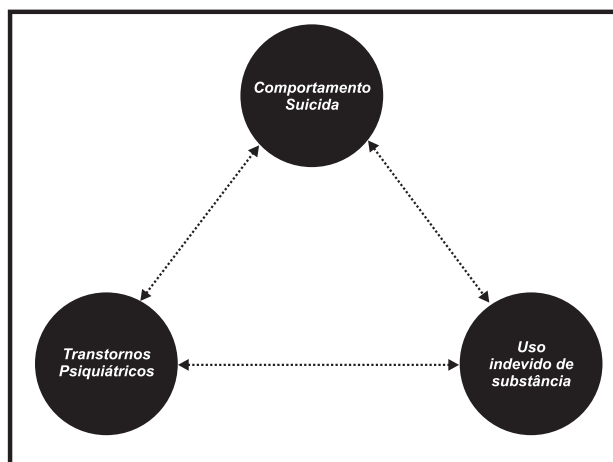 Comportamento
Suicida
Transtornos
Psiquiátricos
Uso
indevido de
substância